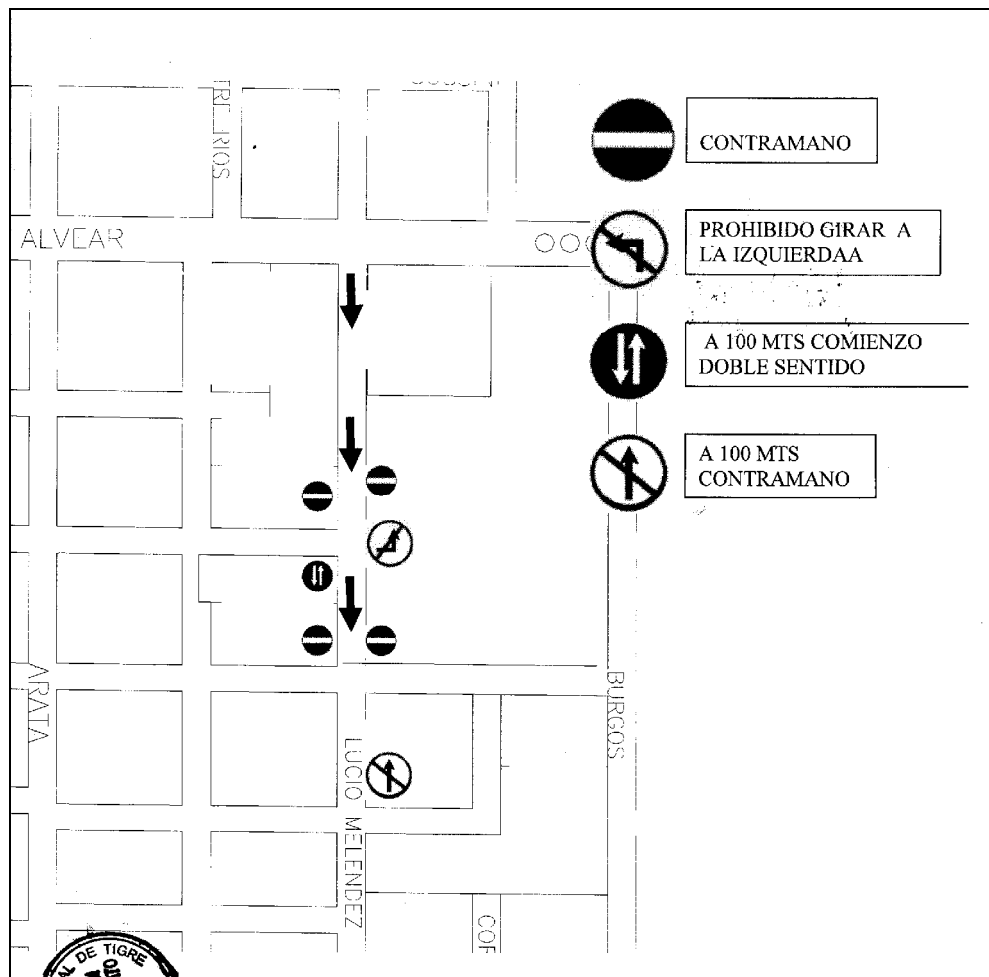 CONTRAMANO
ALVEAR
PROHIBIDO GIRAR A
LA IZQUIERDAA
A 100 MTS COMIENZO
DOBLE SENTIDO
A 100 MTS
CONTRAMANO
ARATA
BURGOS
LUCIO MELENDEZ
DE TIGRE